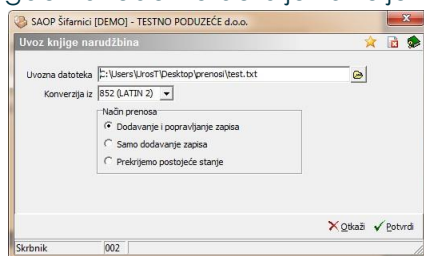 SAOP Šifarnici [DEMO] - TESTNO PODUZEĆE d.o.o.
Uvoz knjige narudžbina
Uvozna datoteka C:\Users\UrosT\Desktop\prenosi\test.txt
Konverzija iz 852 (LATIN 2)
Način prenosa
Dodavanje i popravljanje zapisa
Samo dodavanje zapisa
Prekrijemo postojeće stanje
Otkaži Potvrdi
Skrbnik 002